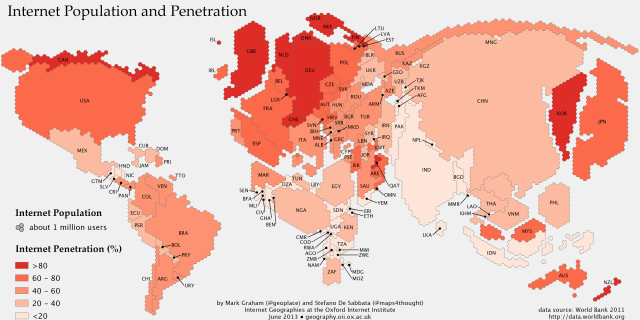 Internet Population and Penetration
NOR
SWE
FIN
LTU
LVA
EST
ISL
GBR
NLD
DEU
POL
BLR
RUS
MNG
CAN
IRL
BEL
CZE
UKR
GEO
KAZ
KGZ
UZB
TJK
TKM
AFG
USA
LUX
FRA
SVK
MDA
AZE
CHN
AUT
HUN
ROU
ARM
KOR
JPN
CHE
SVN
HRV
BIH
SRB
BGR
TUR
PRT
ESP
ITA
MNE
ALB
MKD
GRC
SYR
IRN
IRQ
PAK
NPL
MEX
CUB
DOM
JAM
PRI
CYP
PSE
LBN
JOR
KWT
ISR
ARE
IND
BGD
HND
GTM
SLV
NIC
CRI
PAN
TTO
VEN
COL
MAR
DZA
TUN
LBY
EGY
SAU
QAT
OMN
YEM
MMR
LAO
KHM
THA
VNM
PHL
SEN
BFA
MLI
CIV
GHA
BEN
NGA
SDN
ETH
Internet Population
about 1 million users
ECU
PER
BRA
BOL
PRY
CHL
ARG
URY
CMR
COD
RWA
AGO
ZMB
NAM
UGA
KEN
TZA
MWI
ZWE
ZAF
MOZ
MDG
LKA
MYS
IDN
AUS
NZL
Internet Penetration (%)
>80
60 – 80
40 – 60
20 – 40
<20
by Mark Graham (@geoplace) and Stefano De Sabbata (@maps4thought)
Internet Geographies at the Oxford Internet Institute
June 2013 • geography.oii.ox.ac.uk
data source: World Bank 2011
http://data.worldbank.org